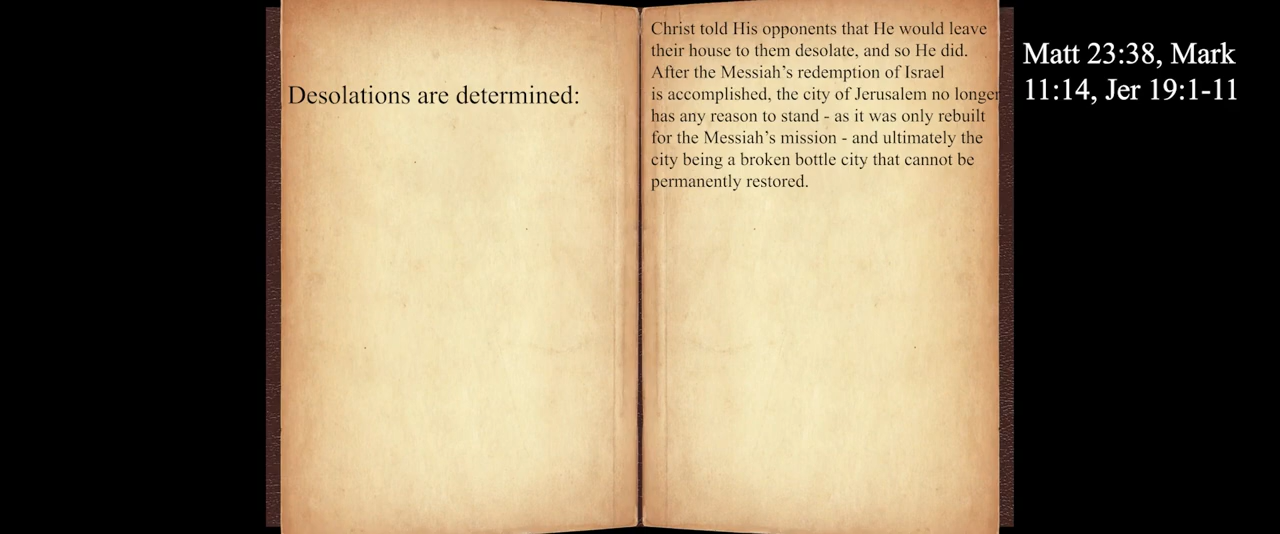 Desolations are determined:
Christ told His opponents that He would leave
their house to them desolate, and so He did.
After the Messiah’s redemption of Israel
is accomplished, the city of Jerusalem no longer
has any reason to stand - as it was only rebuilt
for the Messiah’s mission - and ultimately the
city being a broken bottle city that cannot be
permanently restored.
Matt 23:38, Mark
11:14, Jer 19:1-11